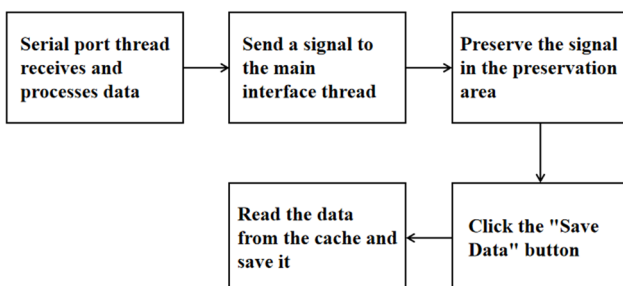 Serial port thread
receives and
processes data
Send a signal to
the main
interface thread
Preserve the signal
in the preservation
area
Click the "Save
Data" button
Read the data
from the cache and
save it